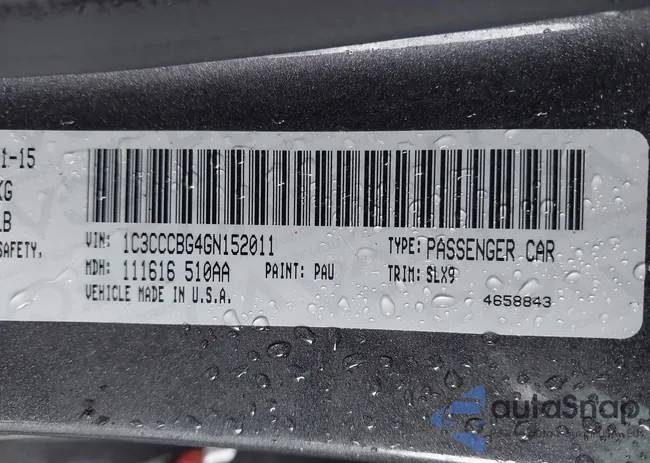 1-15
KG
LB
SAFETY,
VIN: 1C3CCCBG4GN152011
TYPE: PASSENGER CAR
MDH: 111616 510AA
PAINT: PAU
TRIM: SLX9
VEHICLE MADE IN U.S.A.
4658843
autoSnap